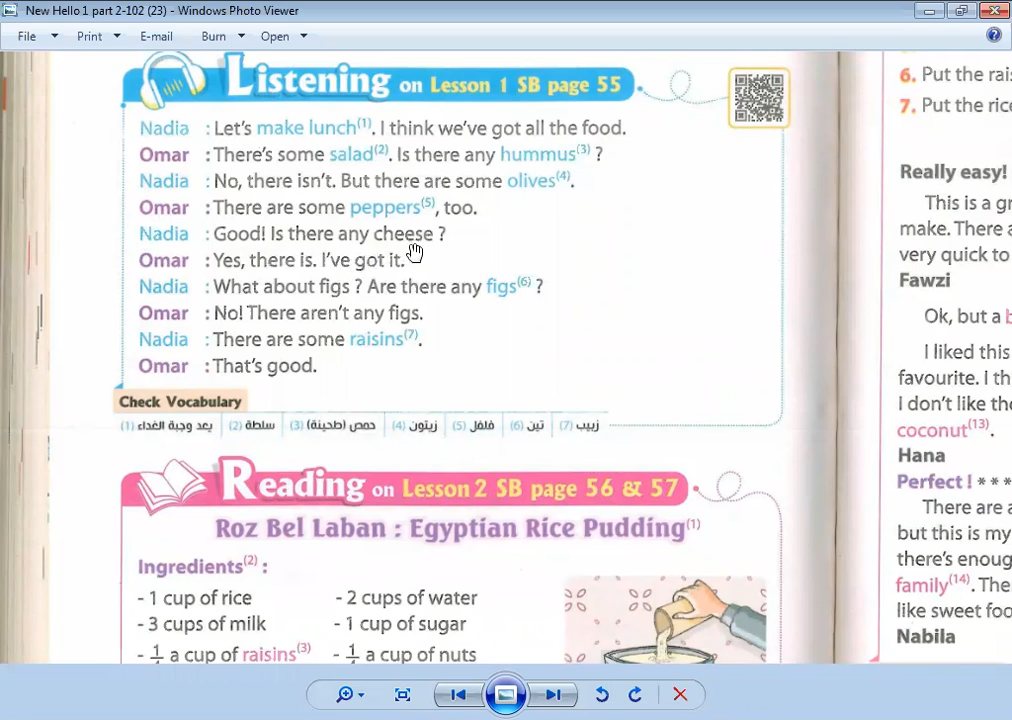 New Hello 1 part 2-102 (23) - Windows Photo Viewer
File Print E-mail Burn Open
Listening on Lesson 1 SB page 55
Nadia : Let's make lunch(1). I think we've got all the food.
Omar : There's some salad(2). Is there any hummus(3) ?
Nadia : No, there isn't. But there are some olives(4).
Omar : There are some peppers(5), too.
Nadia : Good! Is there any cheese ?
Omar : Yes, there is. I've got it.
Nadia : What about figs ? Are there any figs(6) ?
Omar : No! There aren't any figs.
Nadia : There are some raisins(7).
Omar : That's good.
Check Vocabulary
(1) يعد وجبة الغداء (2) سلطة (3) حمص (طحينة) (4) زيتون (5) فلفل (6) تين (7) زبيب
Reading on Lesson 2 SB page 56 & 57
Roz Bel Laban : Egyptian Rice Pudding(1)
Ingredients(2) :
- 1 cup of rice - 2 cups of water
- 3 cups of milk - 1 cup of sugar
- 1/4 a cup of raisins(3) - 1/4 a cup of nuts
6. Put the rais
7. Put the rice
Really easy!
This is a gr
make. There a
very quick to
Fawzi
Ok, but a b
I liked this
favourite. I th
I don't like the
coconut(13).
Hana
Perfect ! * * *
There are a
but this is my
there's enoug
family(14). The
like sweet foo
Nabila